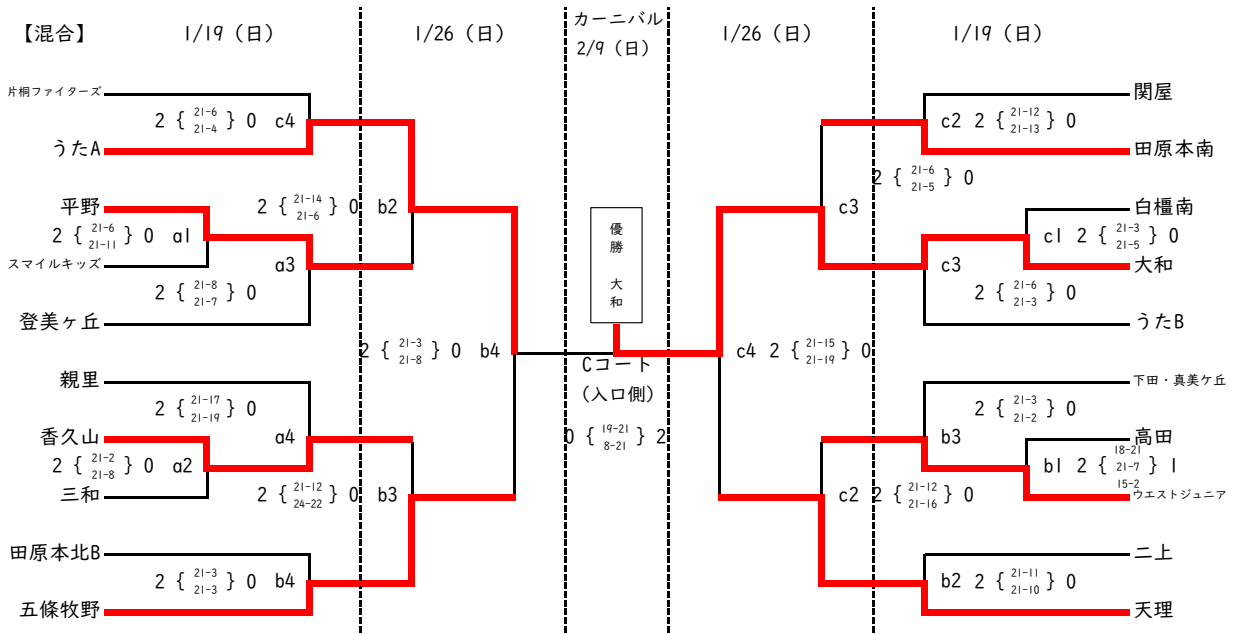 【混合】 1/19（日） 1/26（日） カーニバル 1/26（日） 1/19（日）
2/9（日）
片桐ファイターズ
2 { 21-6 21-4 } 0 c4
うたA
平野
2 { 21-6 21-11 } 0 a1
スマイルキッズ
a3
2 { 21-8 21-7 } 0
登美ヶ丘
2 { 21-14 21-6 } 0 b2
親里
2 { 21-17 21-19 } 0
a4
香久山
2 { 21-2 21-8 } 0 a2
三和
2 { 21-12 24-22 } 0 b3
田原本北B
2 { 21-3 21-3 } 0 b4
五條牧野
2 { 21-3 21-8 } 0 b4
優勝 大和
Cコート
（入口側）
0 { 19-21 8-21 } 2
c4 2 { 21-15 21-19 } 0
関屋
c2 2 { 21-12 21-13 } 0
田原本南
2 { 21-6 21-5 } 0
c3
白橿南
c1 2 { 21-3 21-5 } 0
大和
c3
2 { 21-6 21-3 } 0
うたB
下田・真美ケ丘
2 { 21-3 21-2 } 0
b3
高田
b1 2 { 18-21 21-7 15-2 } 1
ウエストジュニア
c2 2 { 21-12 21-16 } 0
二上
b2 2 { 21-11 21-10 } 0
天理